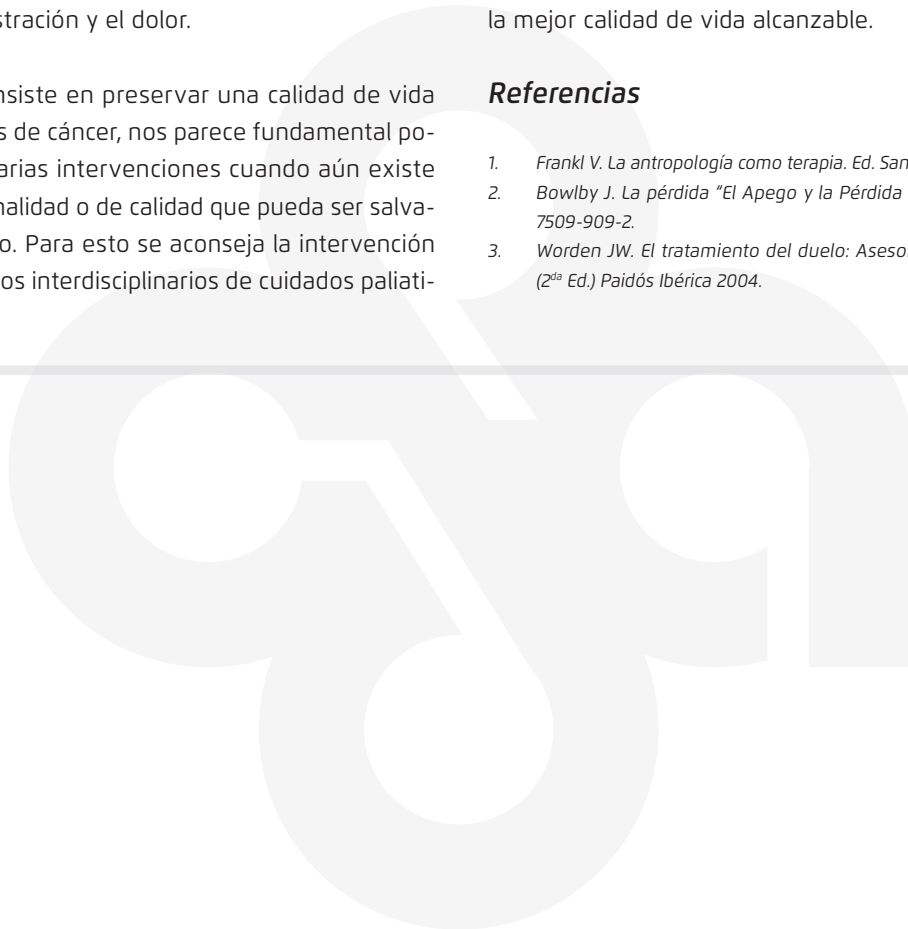 stración y el dolor.
nsiste en preservar una calidad de vida
s de cáncer, nos parece fundamental po-
arias intervenciones cuando aún existe
nalidad o de calidad que pueda ser salva-
o. Para esto se aconseja la intervención
os interdisciplinarios de cuidados paliati-
la mejor calidad de vida alcanzable.
Referencias
1. Frankl V. La antropología como terapia. Ed. San
2. Bowlby J. La pérdida “El Apego y la Pérdida
7509-909-2.
3. Worden JW. El tratamiento del duelo: Aseso
(2da Ed.) Paidós Ibérica 2004.